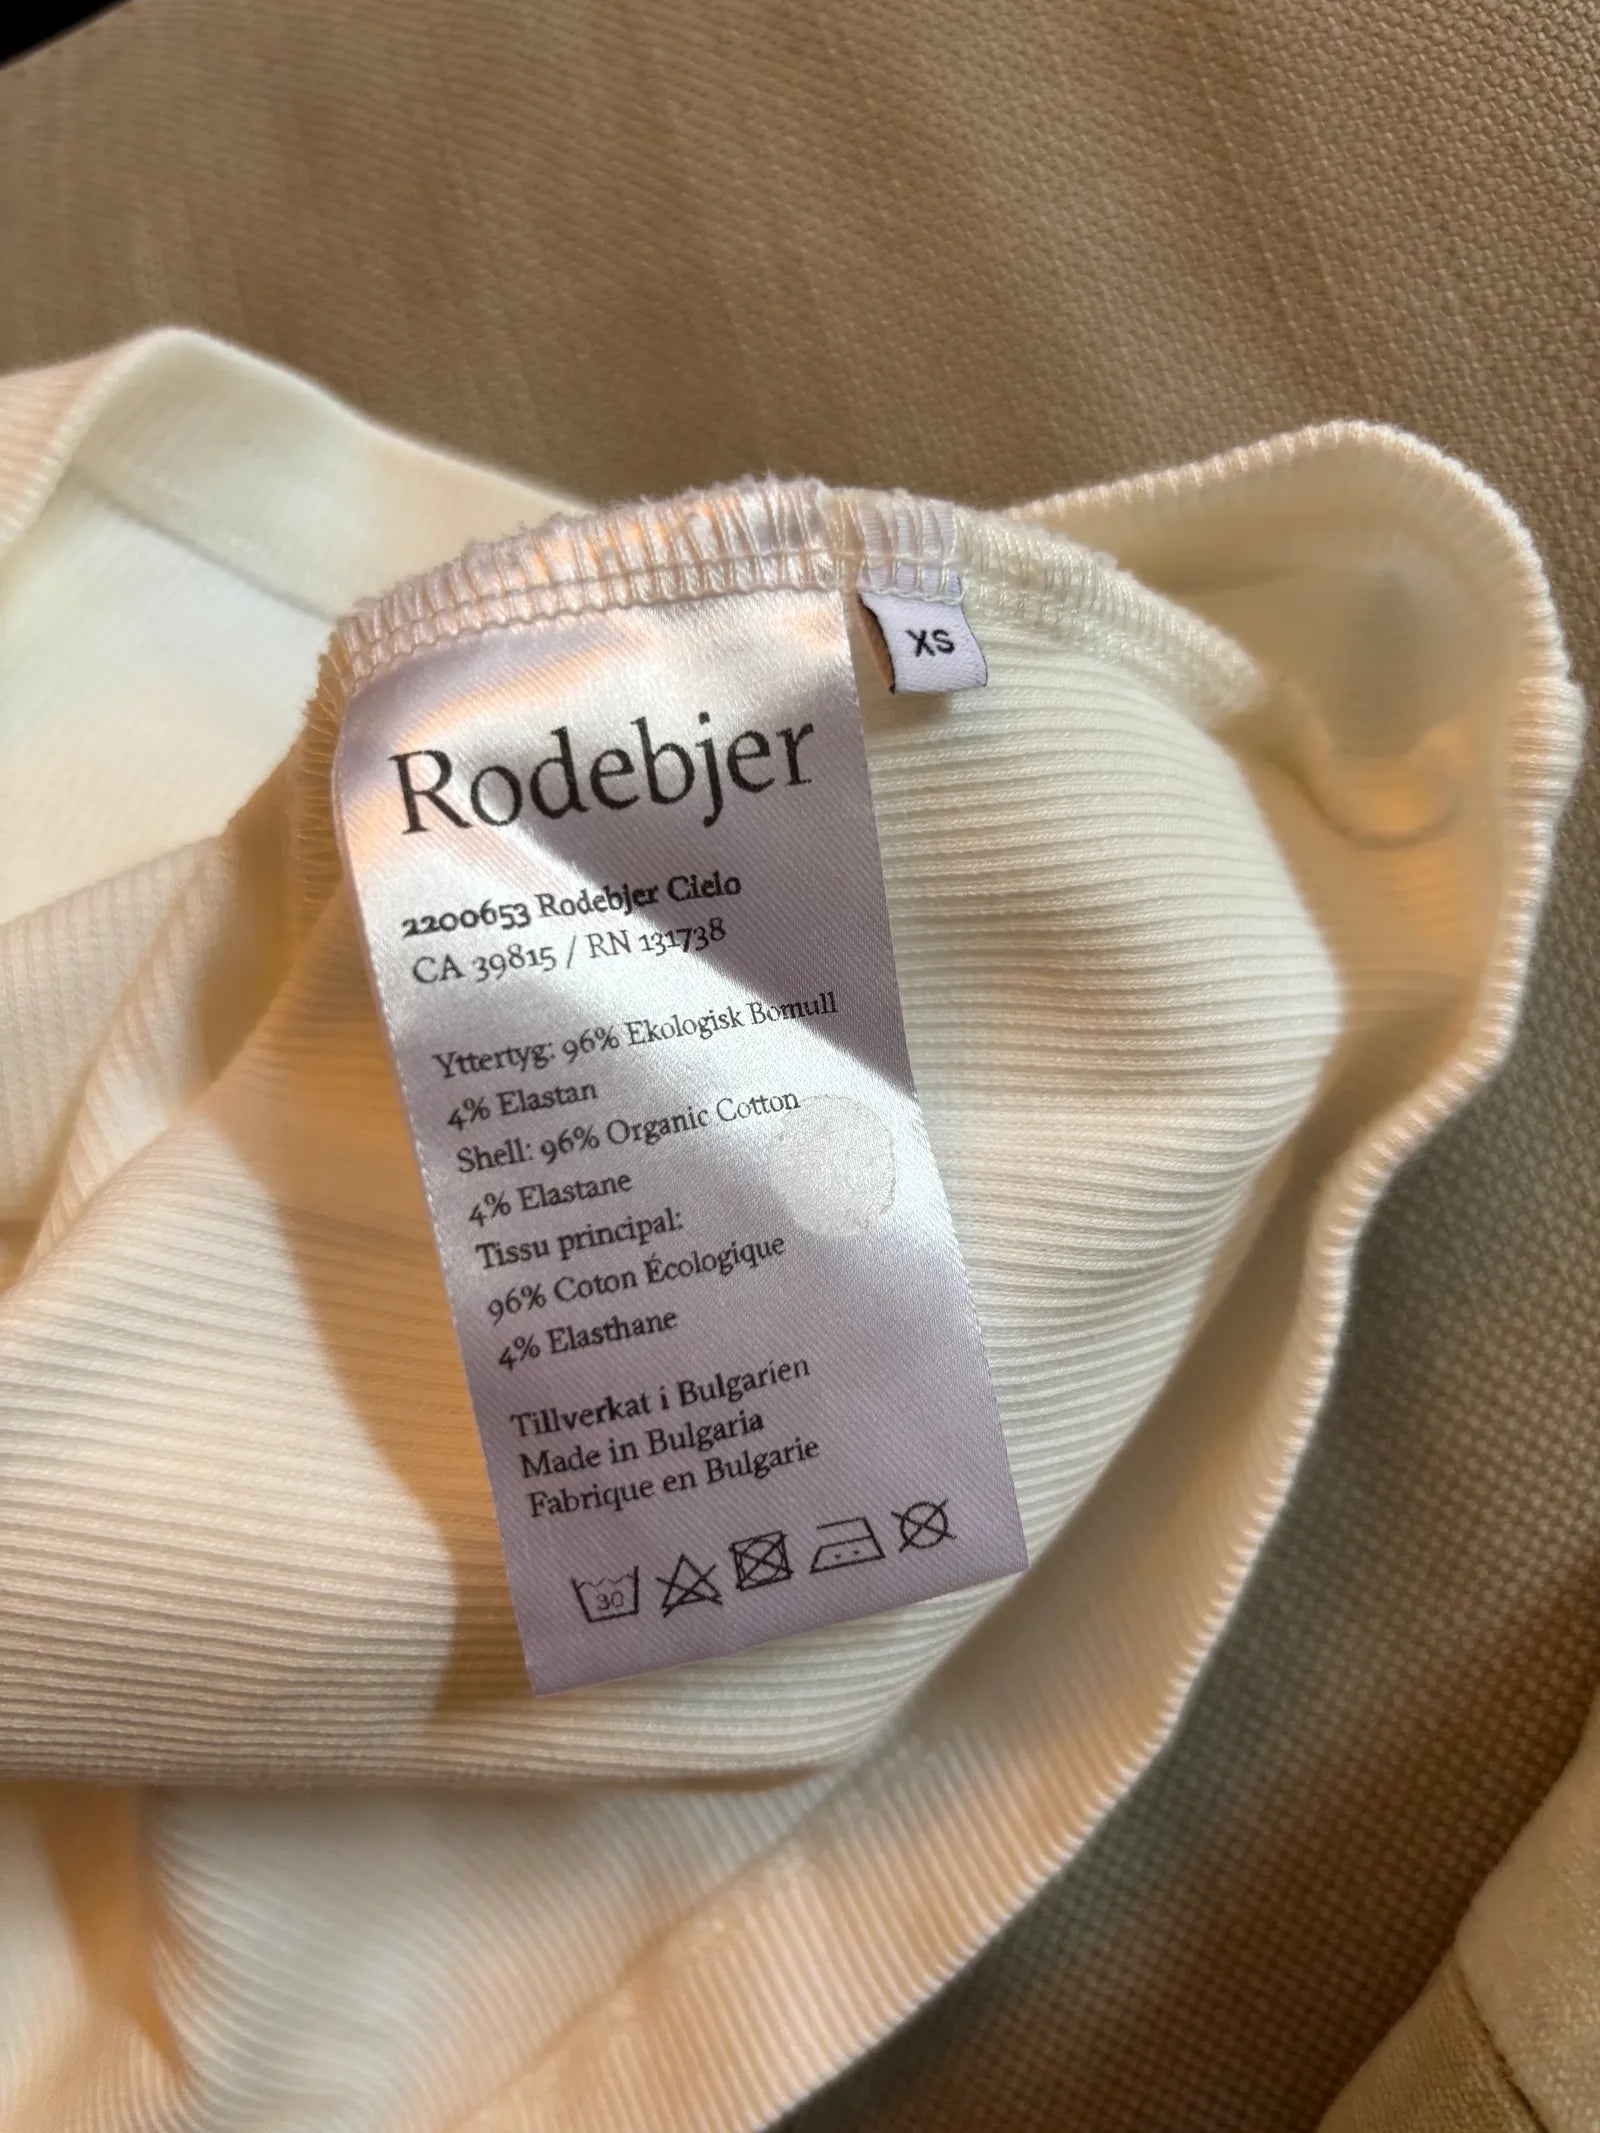 XS
Rodebjer
2200653 Rodebjer Cielo
CA 39815 / RN 131738
Yttertyg: 96% Ekologisk Bomull
4% Elastan
Shell: 96% Organic Cotton
4% Elastane
Tissu principal:
96% Coton Écologique
4% Elasthane
Tillverkat i Bulgarien
Made in Bulgaria
Fabrique en Bulgarie
30